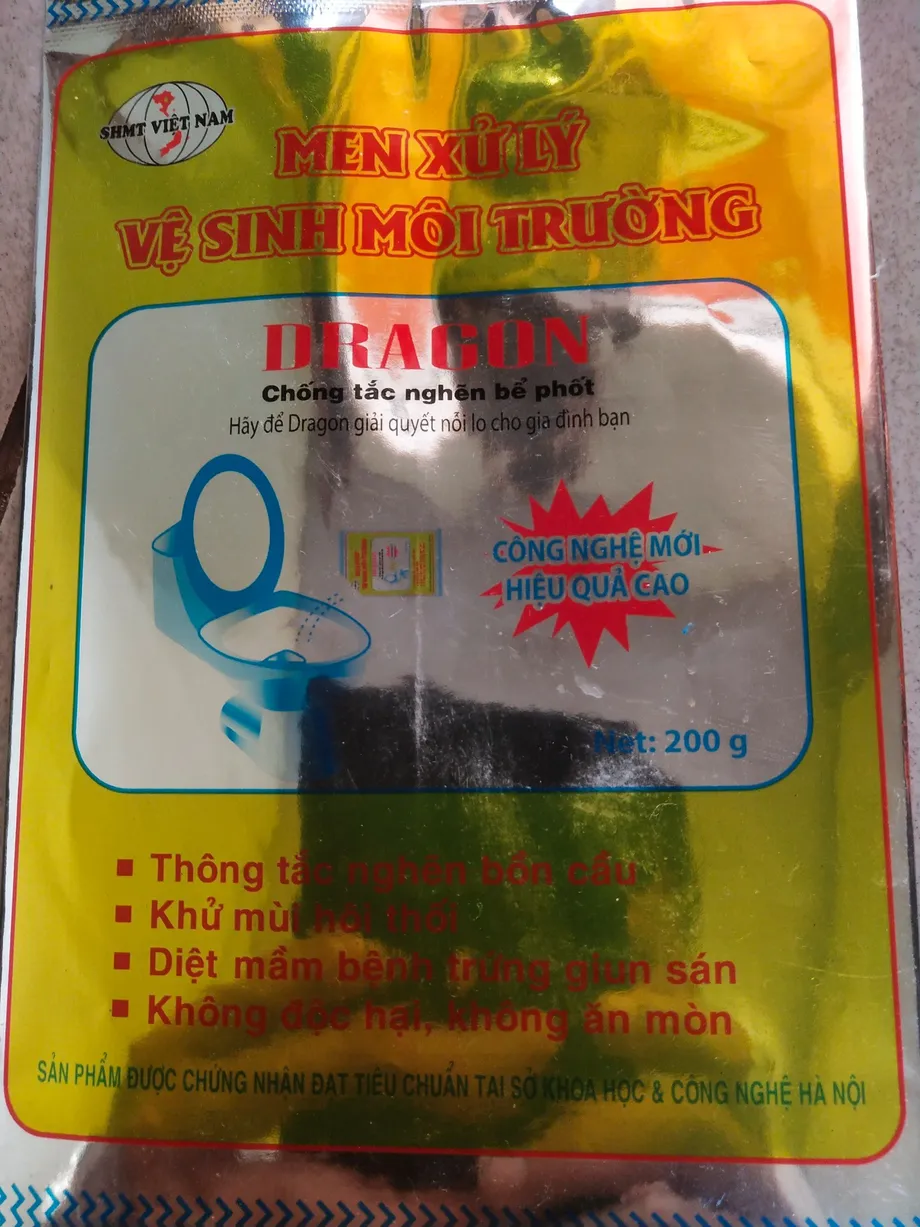 SHMT VIỆT NAM
MEN XỬ LÝ
VỆ SINH MÔI TRƯỜNG
DRAGON
Chống tắc nghẽn bể phốt
Hãy để Dragon giải quyết nỗi lo cho gia đình bạn
CÔNG NGHỆ MỚI
HIỆU QUẢ CAO
Net: 200 g
▪ Thông tắc nghẽn bồn cầu
▪ Khử mùi hôi thối
▪ Diệt mầm bệnh trứng giun sán
▪ Không độc hại, không ăn mòn
SẢN PHẨM ĐƯỢC CHỨNG NHẬN ĐẠT TIÊU CHUẨN TẠI SỞ KHOA HỌC & CÔNG NGHỆ HÀ NỘI